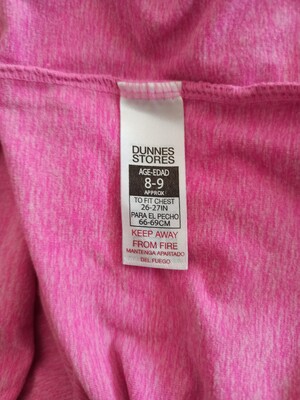 DUNNES
STORES
AGE-EDAD
8-9
APPROX
TO FIT CHEST
26-27IN
PARA EL PECHO
66-69CM
KEEP AWAY
FROM FIRE
MANTENGA APARTADO
DEL FUEGO